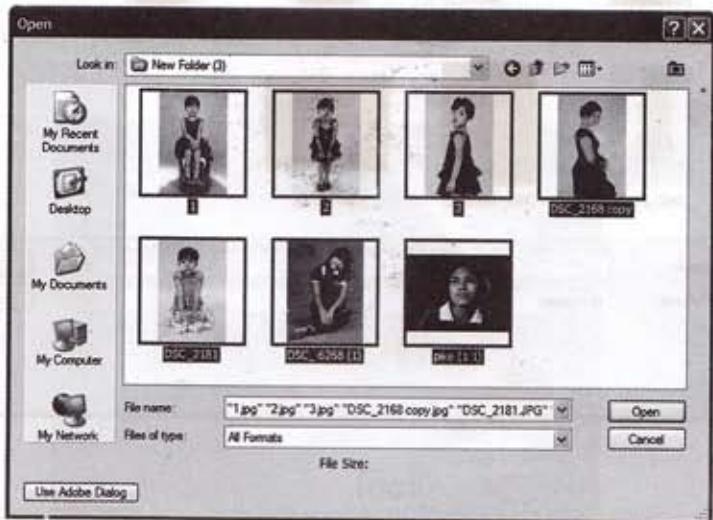 Open
Look in: New Folder (3)
My Recent
Documents
Desktop
My Documents
My Computer
My Network
1
2
3
DSC_2168 copy
DSC_2181
DSC_6268 (1)
File name: "1.jpg" "2.jpg" "3.jpg" "DSC_2168 copy.jpg" "DSC_2181.JPG"
Open
Files of type: All Formats
Cancel
File Size:
Use Adobe Dialog